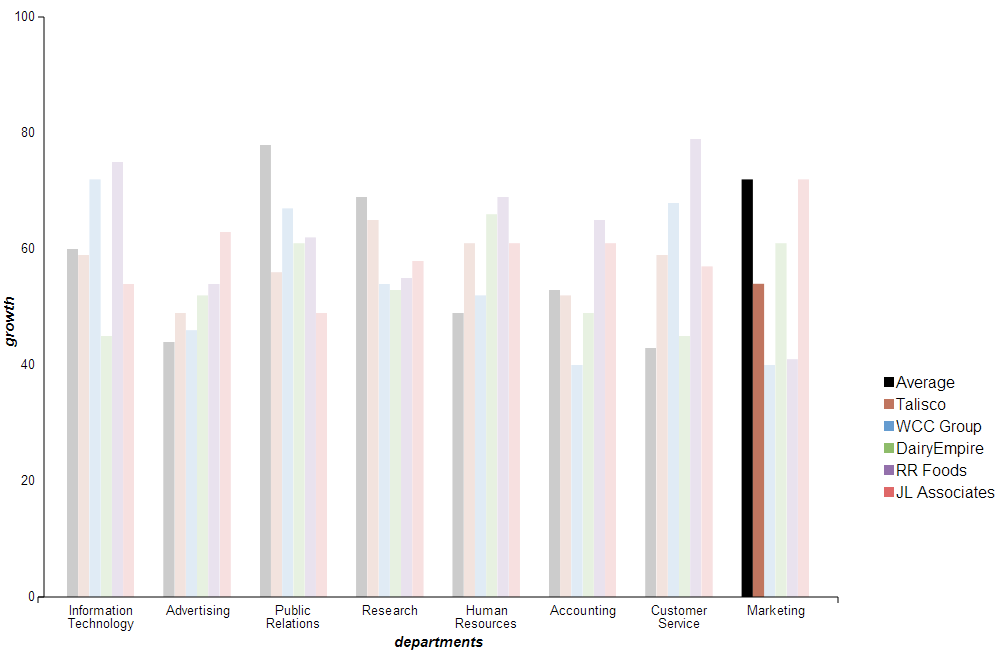 100
80
60
40
20
0
growth
Information
Technology
Advertising
Public
Relations
Research
Human
Resources
Accounting
Customer
Service
Marketing
departments
Average
Talisco
WCC Group
DairyEmpire
RR Foods
JL Associates